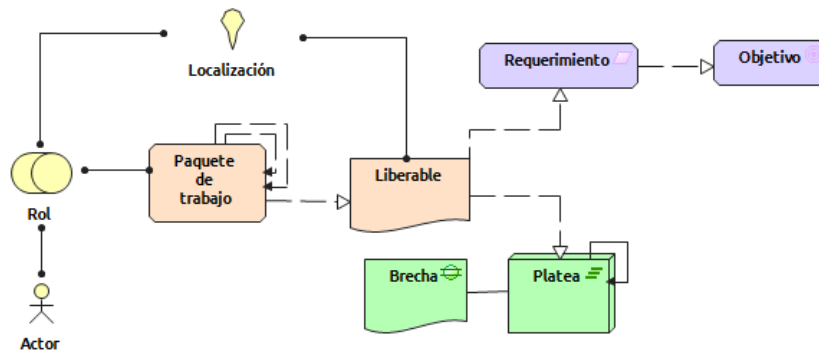 Localización
Requerimiento
Objetivo
Paquete
de
trabajo
Liberable
Rol
Brecha
Platea
Actor